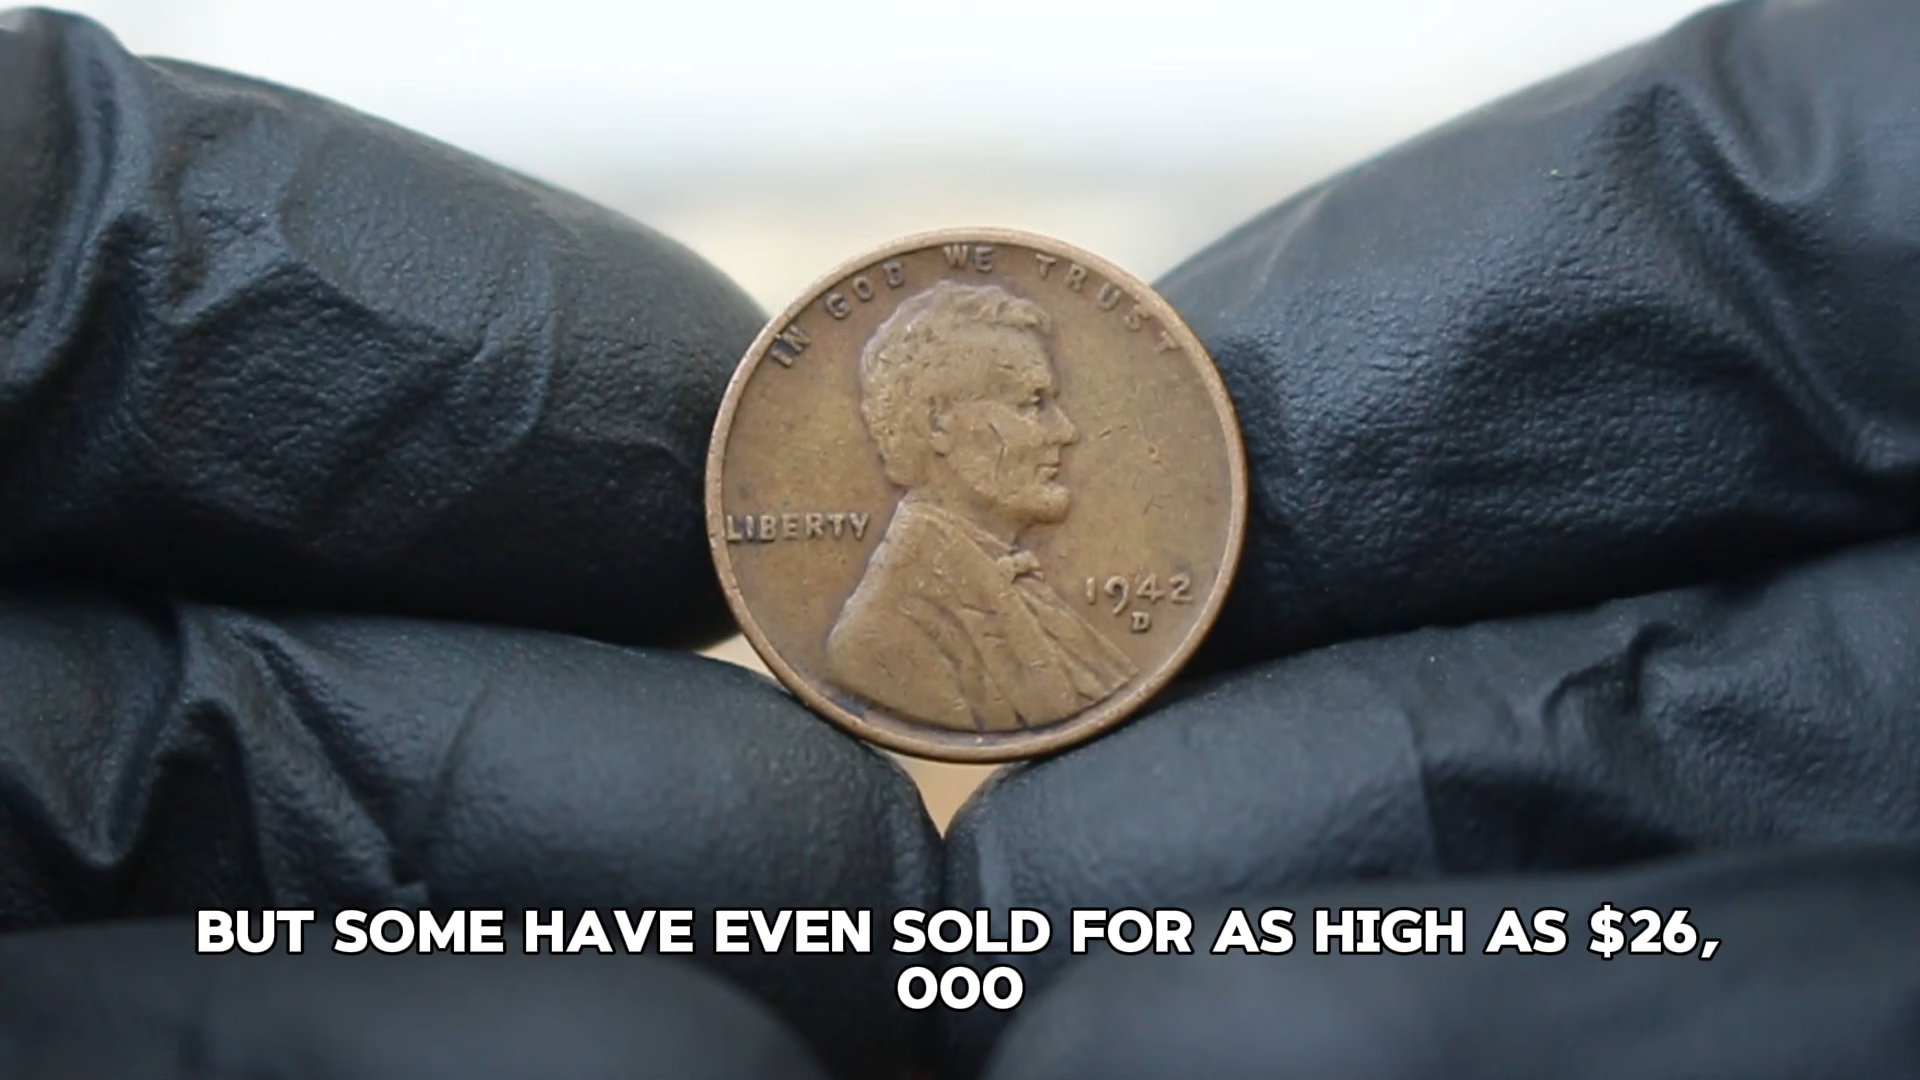 IN GOD WE TRUST
LIBERTY
1942
D
BUT SOME HAVE EVEN SOLD FOR AS HIGH AS $26,
000